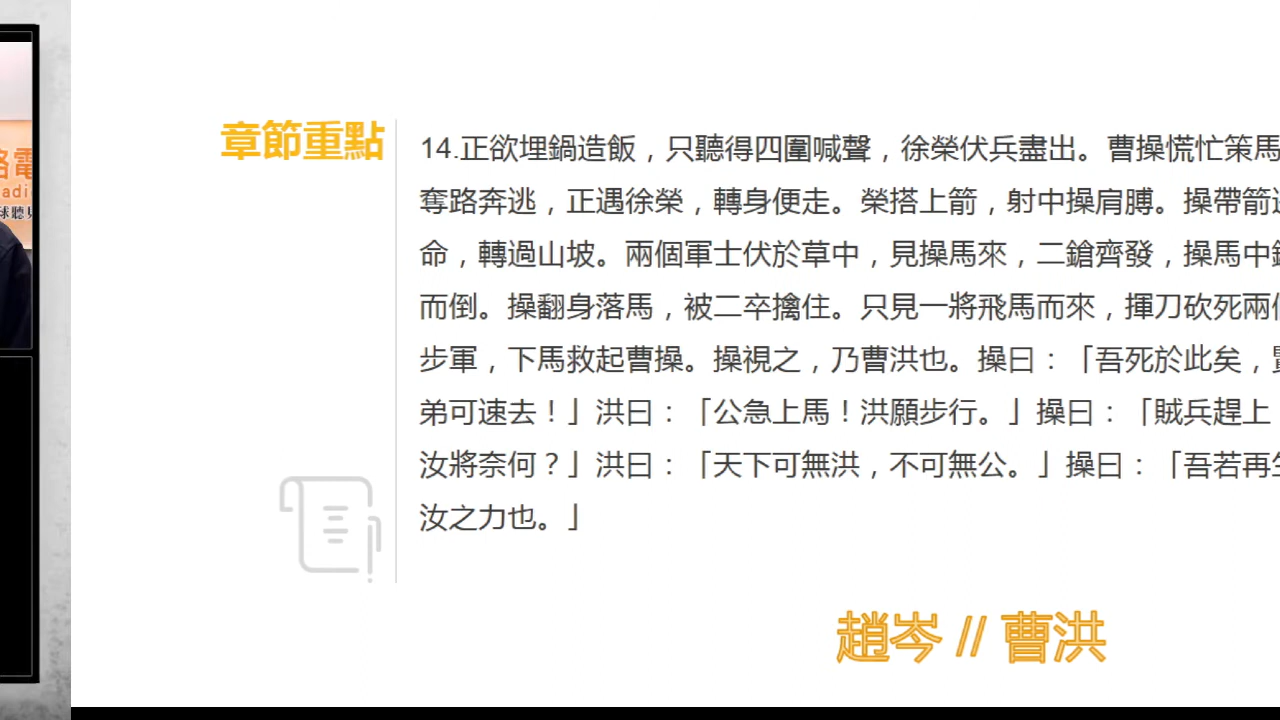 章節重點
14.正欲埋鍋造飯，只聽得四圍喊聲，徐榮伏兵盡出。曹操慌忙策馬
奪路奔逃，正遇徐榮，轉身便走。榮搭上箭，射中操肩膊。操帶箭
命，轉過山坡。兩個軍士伏於草中，見操馬來，二鎗齊發，操馬中
而倒。操翻身落馬，被二卒擒住。只見一將飛馬而來，揮刀砍死兩
步軍，下馬救起曹操。操視之，乃曹洪也。操曰：「吾死於此矣，
弟可速去！」洪曰：「公急上馬！洪願步行。」操曰：「賊兵趕上
汝將奈何？」洪曰：「天下可無洪，不可無公。」操曰：「吾若再
汝之力也。」
趙岑 // 曹洪
電
adi
球聽